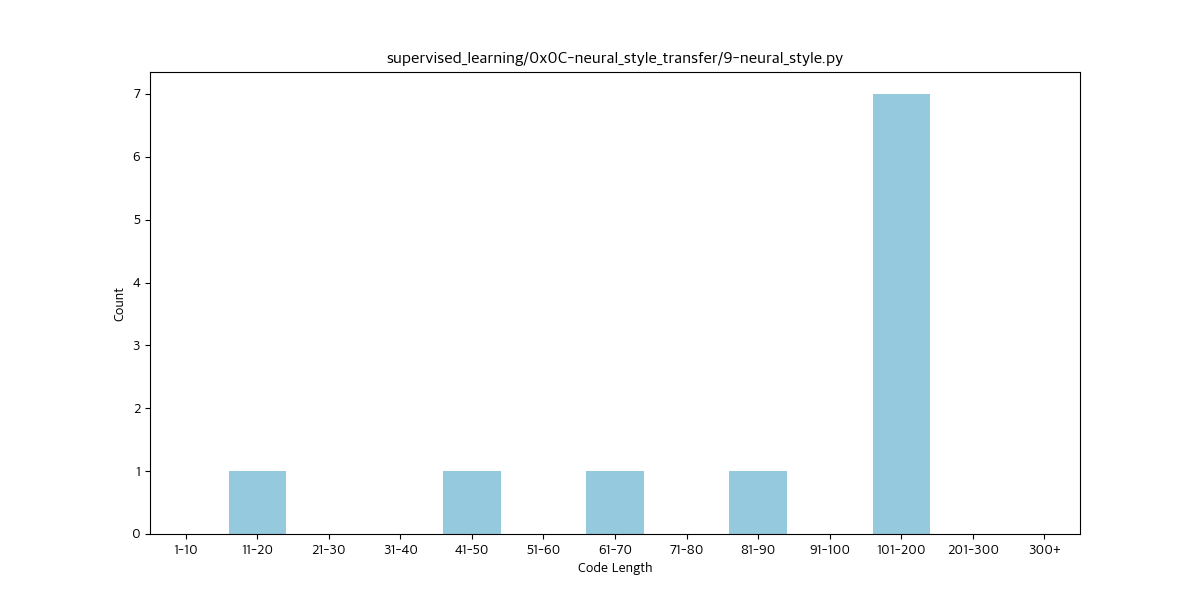 supervised_learning/0x0C-neural_style_transfer/9-neural_style.py
7
6
5
4
3
2
1
0
Count
1-10 11-20 21-30 31-40 41-50 51-60 61-70 71-80 81-90 91-100 101-200 201-300 300+
Code Length